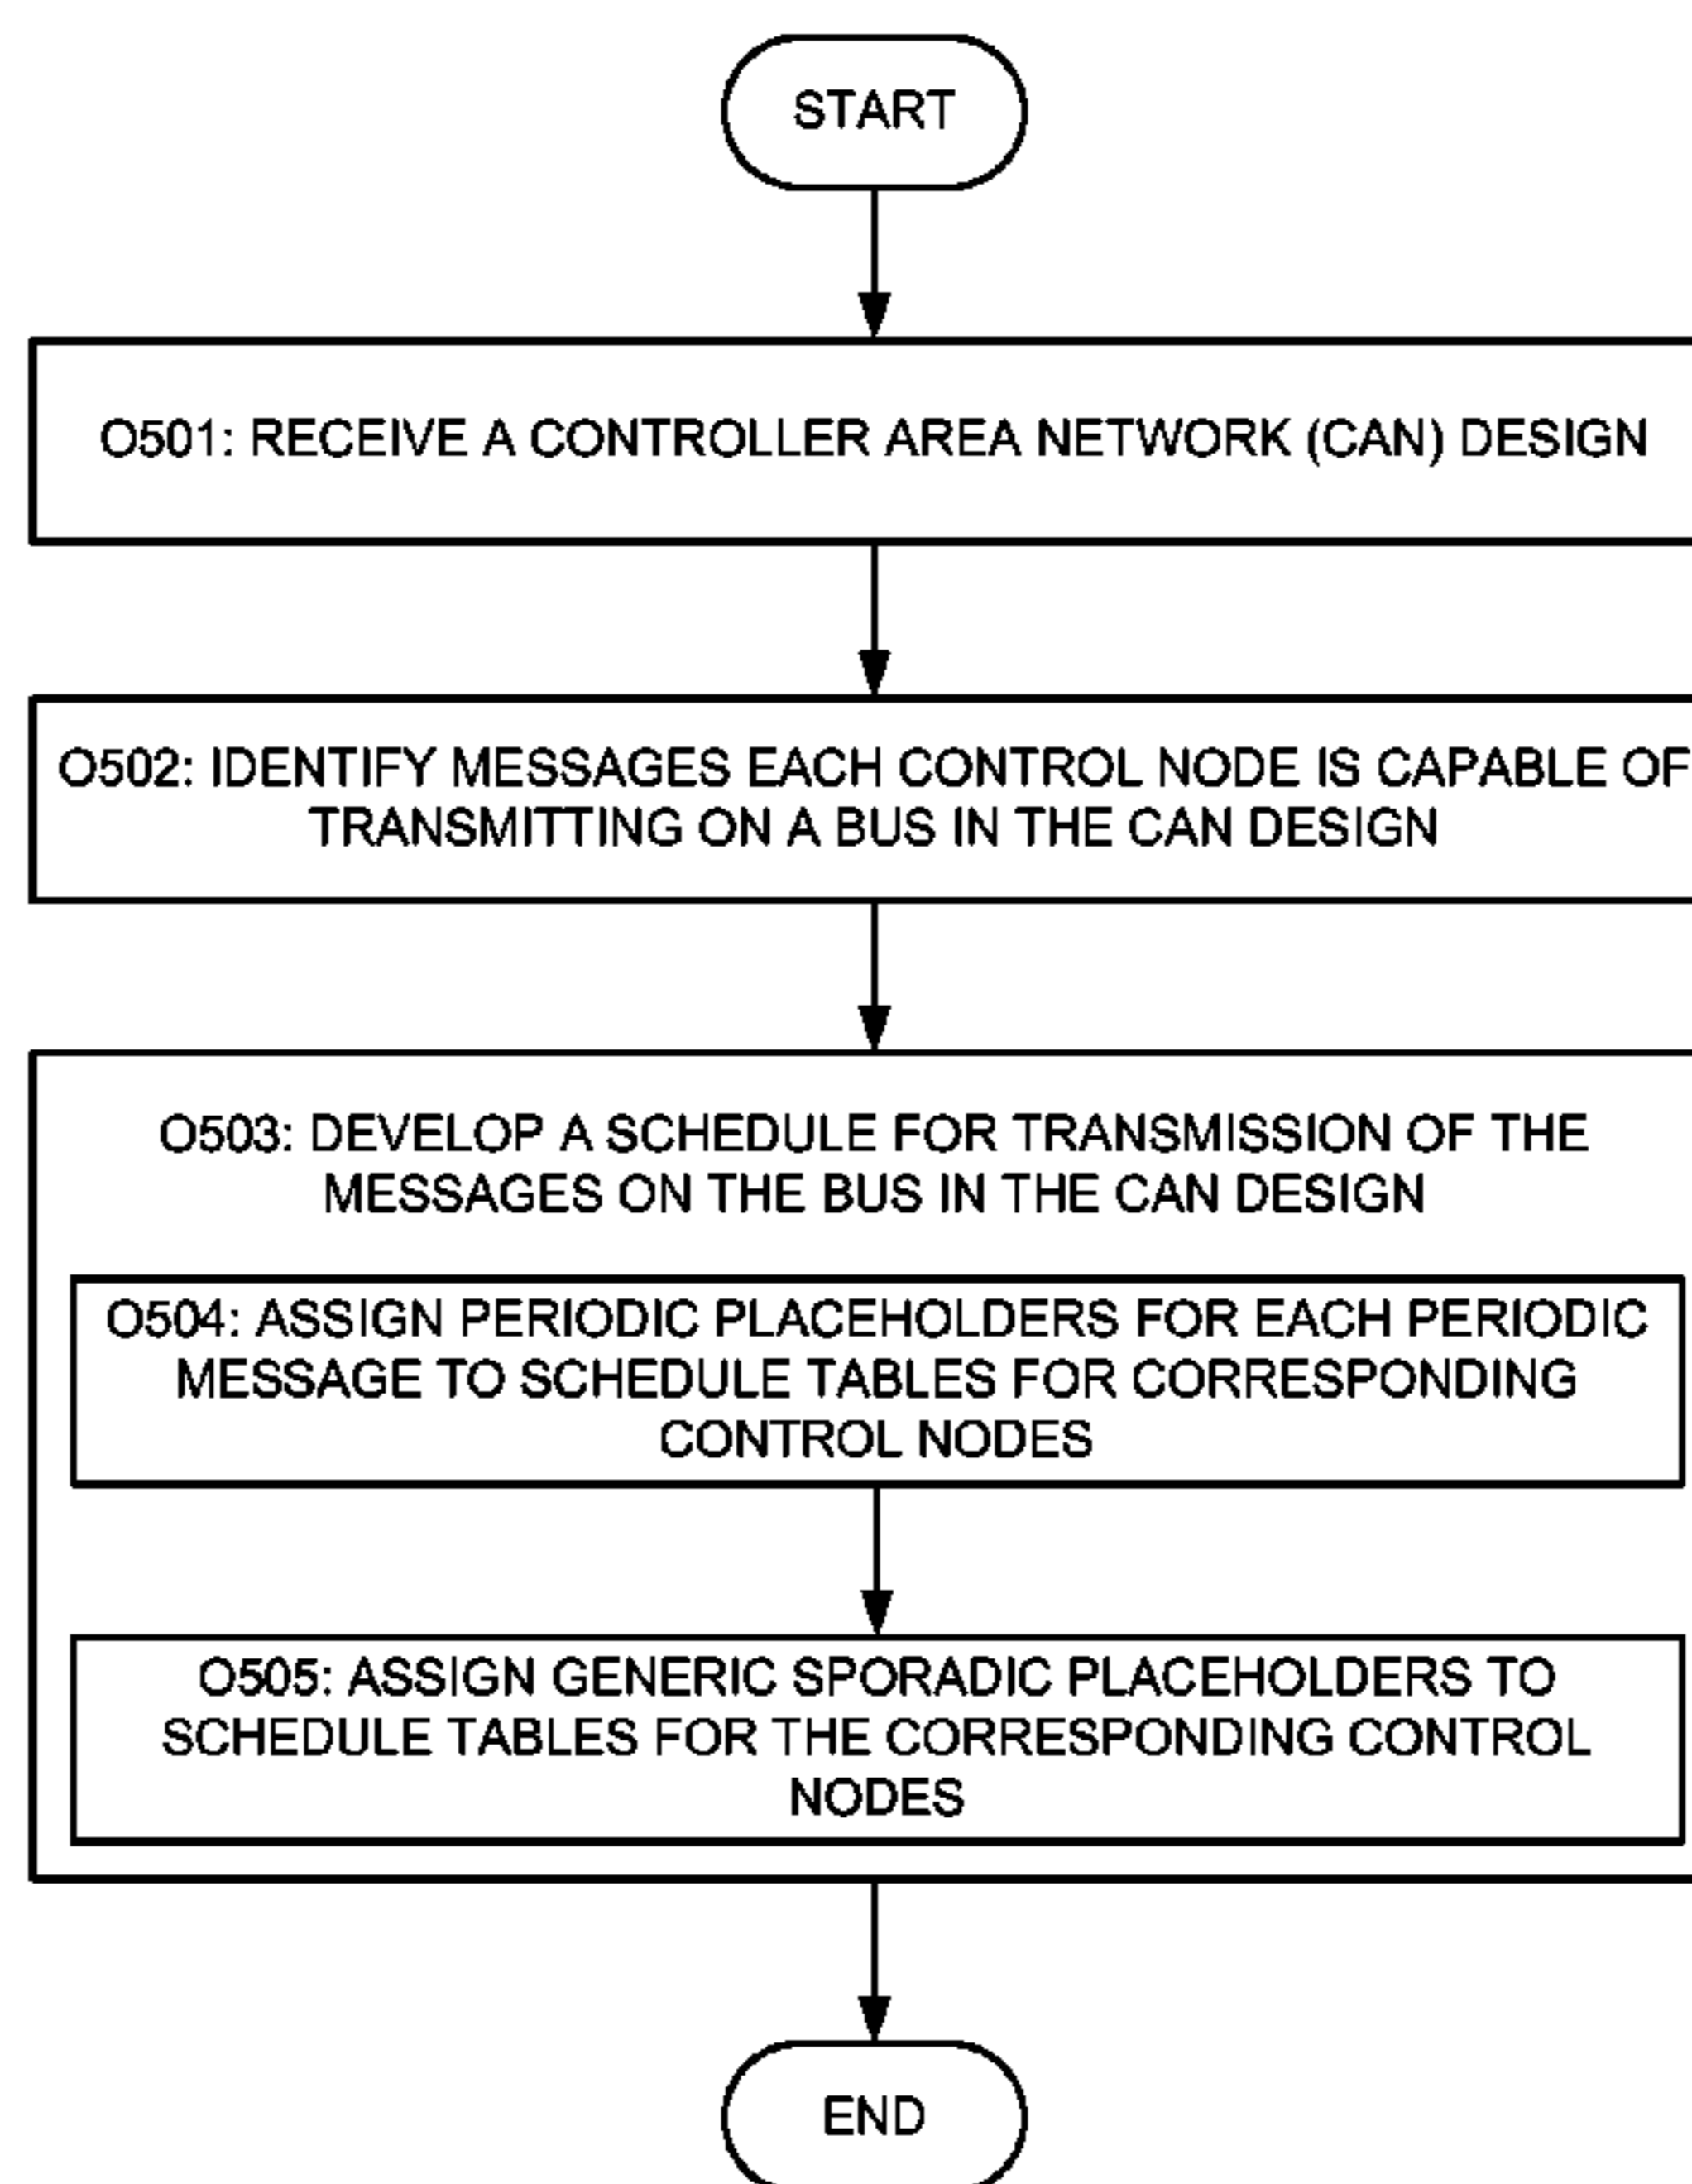 START
O501: RECEIVE A CONTROLLER AREA NETWORK (CAN) DESIGN
O502: IDENTIFY MESSAGES EACH CONTROL NODE IS CAPABLE OF
TRANSMITTING ON A BUS IN THE CAN DESIGN
O503: DEVELOP A SCHEDULE FOR TRANSMISSION OF THE
MESSAGES ON THE BUS IN THE CAN DESIGN
O504: ASSIGN PERIODIC PLACEHOLDERS FOR EACH PERIODIC
MESSAGE TO SCHEDULE TABLES FOR CORRESPONDING
CONTROL NODES
O505: ASSIGN GENERIC SPORADIC PLACEHOLDERS TO
SCHEDULE TABLES FOR THE CORRESPONDING CONTROL
NODES
END